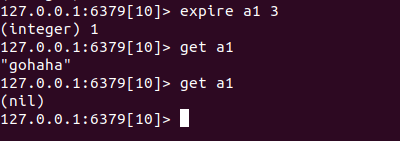 127.0.0.1:6379[10]> expire a1 3
(integer) 1
127.0.0.1:6379[10]> get a1
"gohaha"
127.0.0.1:6379[10]> get a1
(nil)
127.0.0.1:6379[10]>